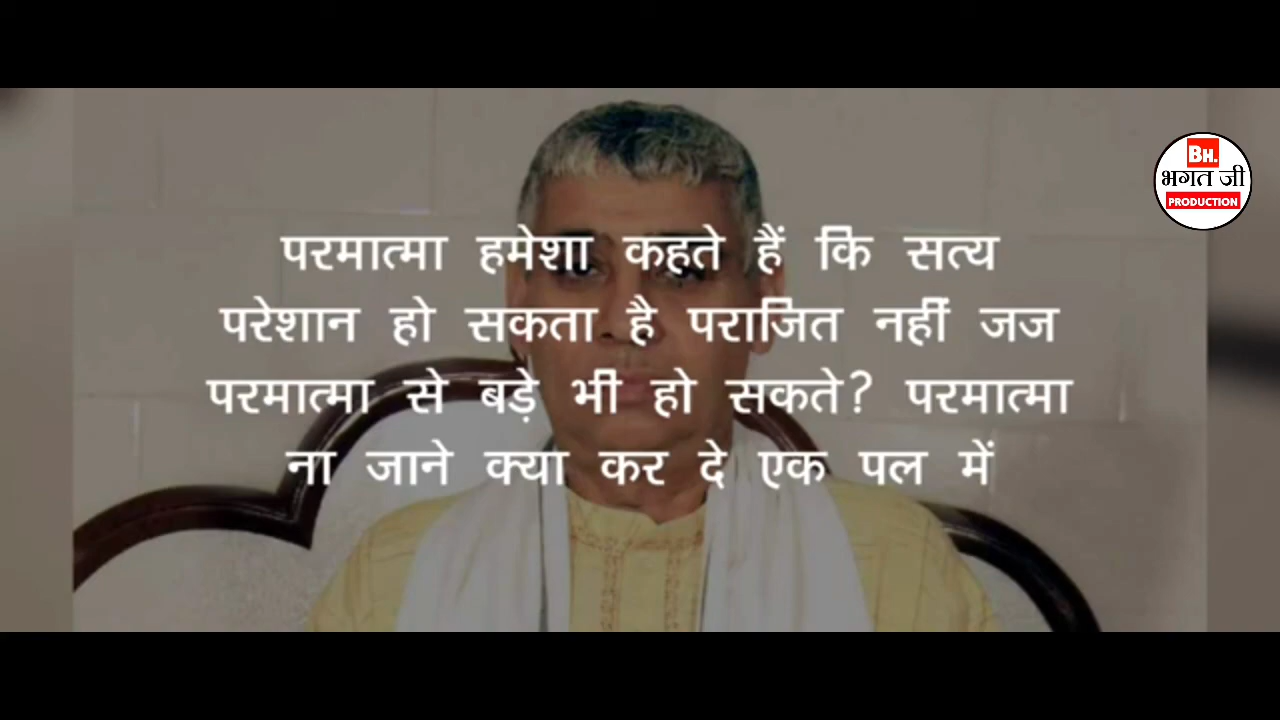 BH.
भगत जी
PRODUCTION
परमात्मा हमेशा कहते हैं कि सत्य
परेशान हो सकता है पराजित नहीं जज
परमात्मा से बड़े भी हो सकते? परमात्मा
ना जाने क्या कर दे एक पल में